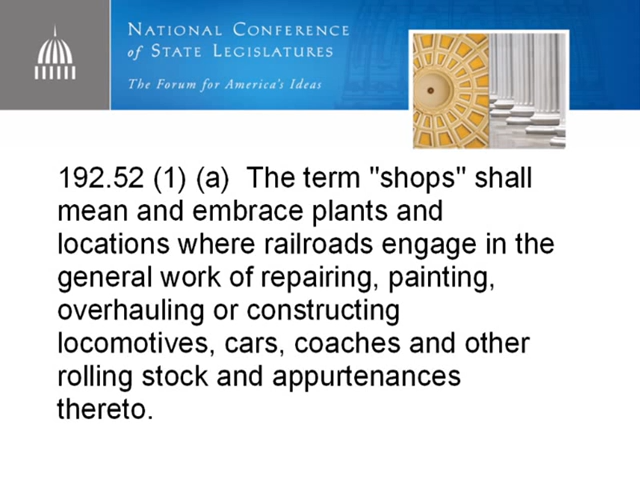 NATIONAL CONFERENCE
of STATE LEGISLATURES
The Forum for America's Ideas
192.52 (1) (a)  The term "shops" shall
mean and embrace plants and
locations where railroads engage in the
general work of repairing, painting,
overhauling or constructing
locomotives, cars, coaches and other
rolling stock and appurtenances
thereto.